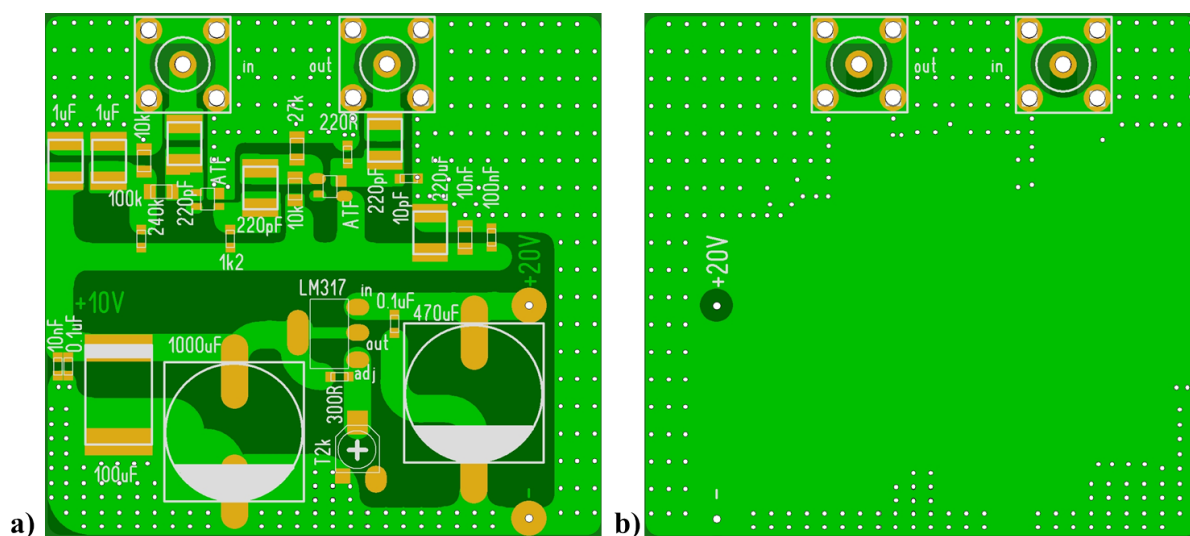 in
out
1uF
1uF
10k
27k
220R
100k
240k
220pF
ATF
220pF
10k
ATF
220pF
10pF
220uF
10nF
100nF
1k2
+20V
+10V
LM317
in
0.1uF
470uF
out
adj
10nF
0.1uF
1000uF
300R
T2k
100uF
-
a)
out
in
+20V
-
b)